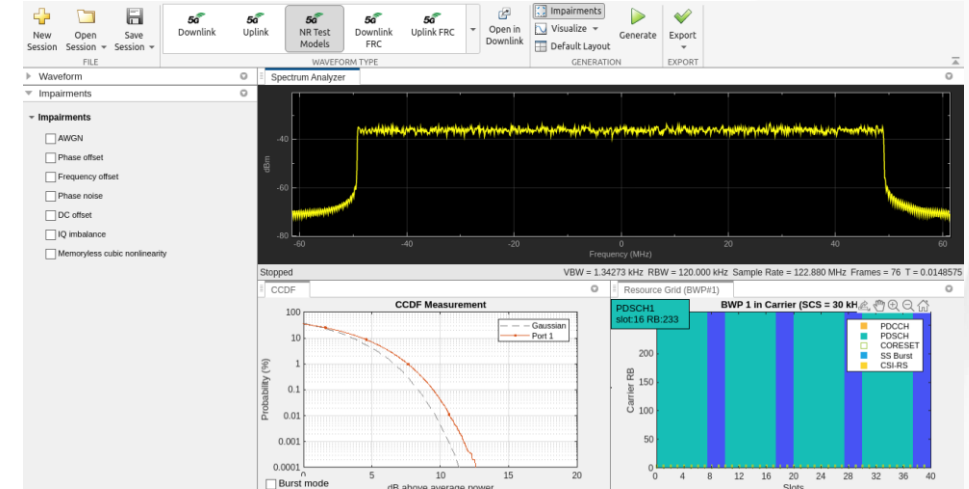 New Session
Open Session
Save Session
5G Downlink
5G Uplink
5G NR Test Models
5G Downlink FRC
5G Uplink FRC
Open in Downlink
Impairments
Visualize
Default Layout
Generate
Export
FILE
WAVEFORM TYPE
GENERATION
EXPORT
Waveform
Impairments
Impairments
AWGN
Phase offset
Frequency offset
Phase noise
DC offset
IQ imbalance
Memoryless cubic nonlinearity
Spectrum Analyzer
dBm
-40
-60
-80
-60 -40 -20 0 20 40 60
Frequency (MHz)
Stopped
VBW = 1.34273 kHz RBW = 120.000 kHz Sample Rate = 122.880 MHz Frames = 76 T = 0.0148575
CCDF
CCDF Measurement
Gaussian
Port 1
Probability (%)
100
10
1
0.1
0.01
0.001
0.0001
0 5 10 15 20
dB above average power
Burst mode
Resource Grid (BWP#1)
PDSCH1
slot:16 RB:233
BWP 1 in Carrier (SCS = 30 kH
PDCCH
PDSCH
CORESET
SS Burst
CSI-RS
Carrier RB
200
150
100
50
0
0 4 8 12 16 20 24 28 32 36 40
Slots